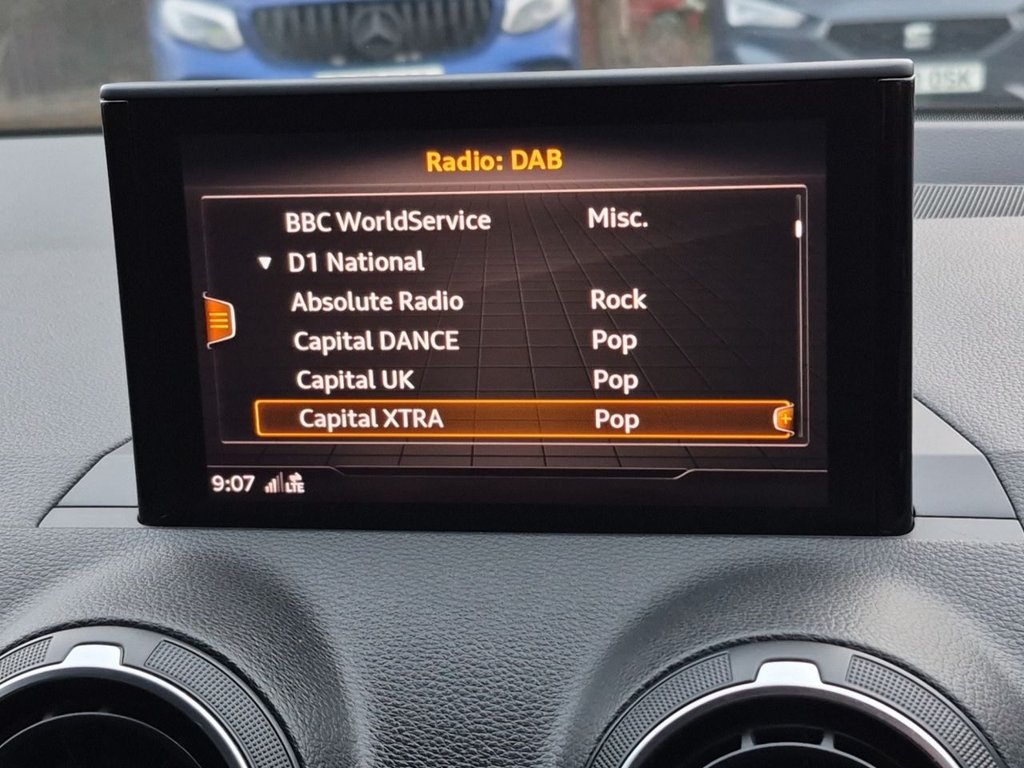 0SK
Radio: DAB
BBC WorldService Misc.
D1 National
Absolute Radio Rock
Capital DANCE Pop
Capital UK Pop
Capital XTRA Pop
9:07 LTE